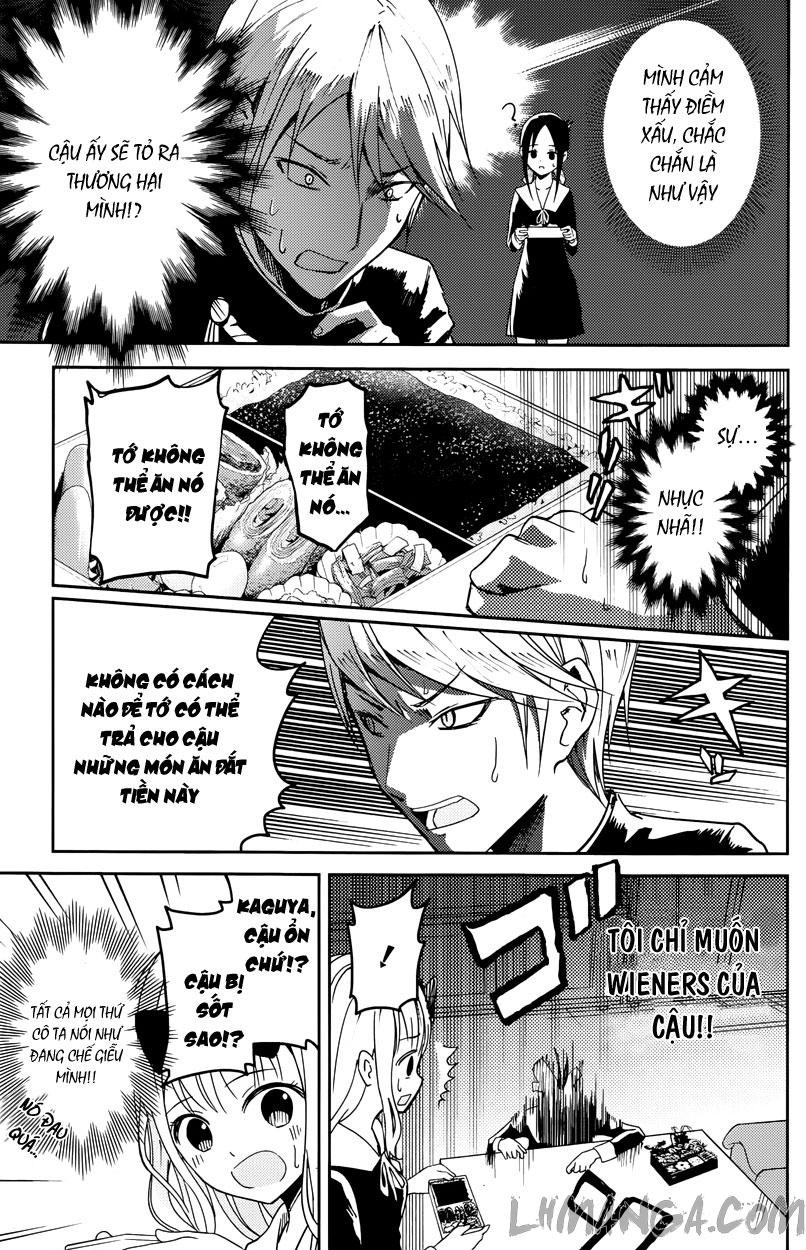 MÌNH CẢM
THẤY ĐIỀM
XẤU, CHẮC
CHẮN LÀ
NHƯ VẬY
?
CẬU ẤY SẼ TỎ RA
THƯƠNG HẠI
MÌNH!?
SỰ...
NHỤC
NHÃ!!
TỚ
KHÔNG
THỂ ĂN
NÓ...
TỚ KHÔNG
THỂ ĂN NÓ
ĐƯỢC!!
KHÔNG CÓ CÁCH
NÀO ĐỂ TỚ CÓ THỂ
TRẢ CHO CẬU
NHỮNG MÓN ĂN ĐẮT
TIỀN NÀY
TÔI CHỈ MUỐN
WIENERS CỦA
CẬU!!
ゴゴ
!
KAGUYA,
CẬU ỔN
CHỨ!?
CẬU BỊ
SỐT
SAO!?
TẤT CẢ MỌI THỨ
CÔ TA NÓI NHƯ
ĐANG CHẾ GIỄU
MÌNH!!
NÓ ĐAU
QUÁ...
LHMANGA.COM